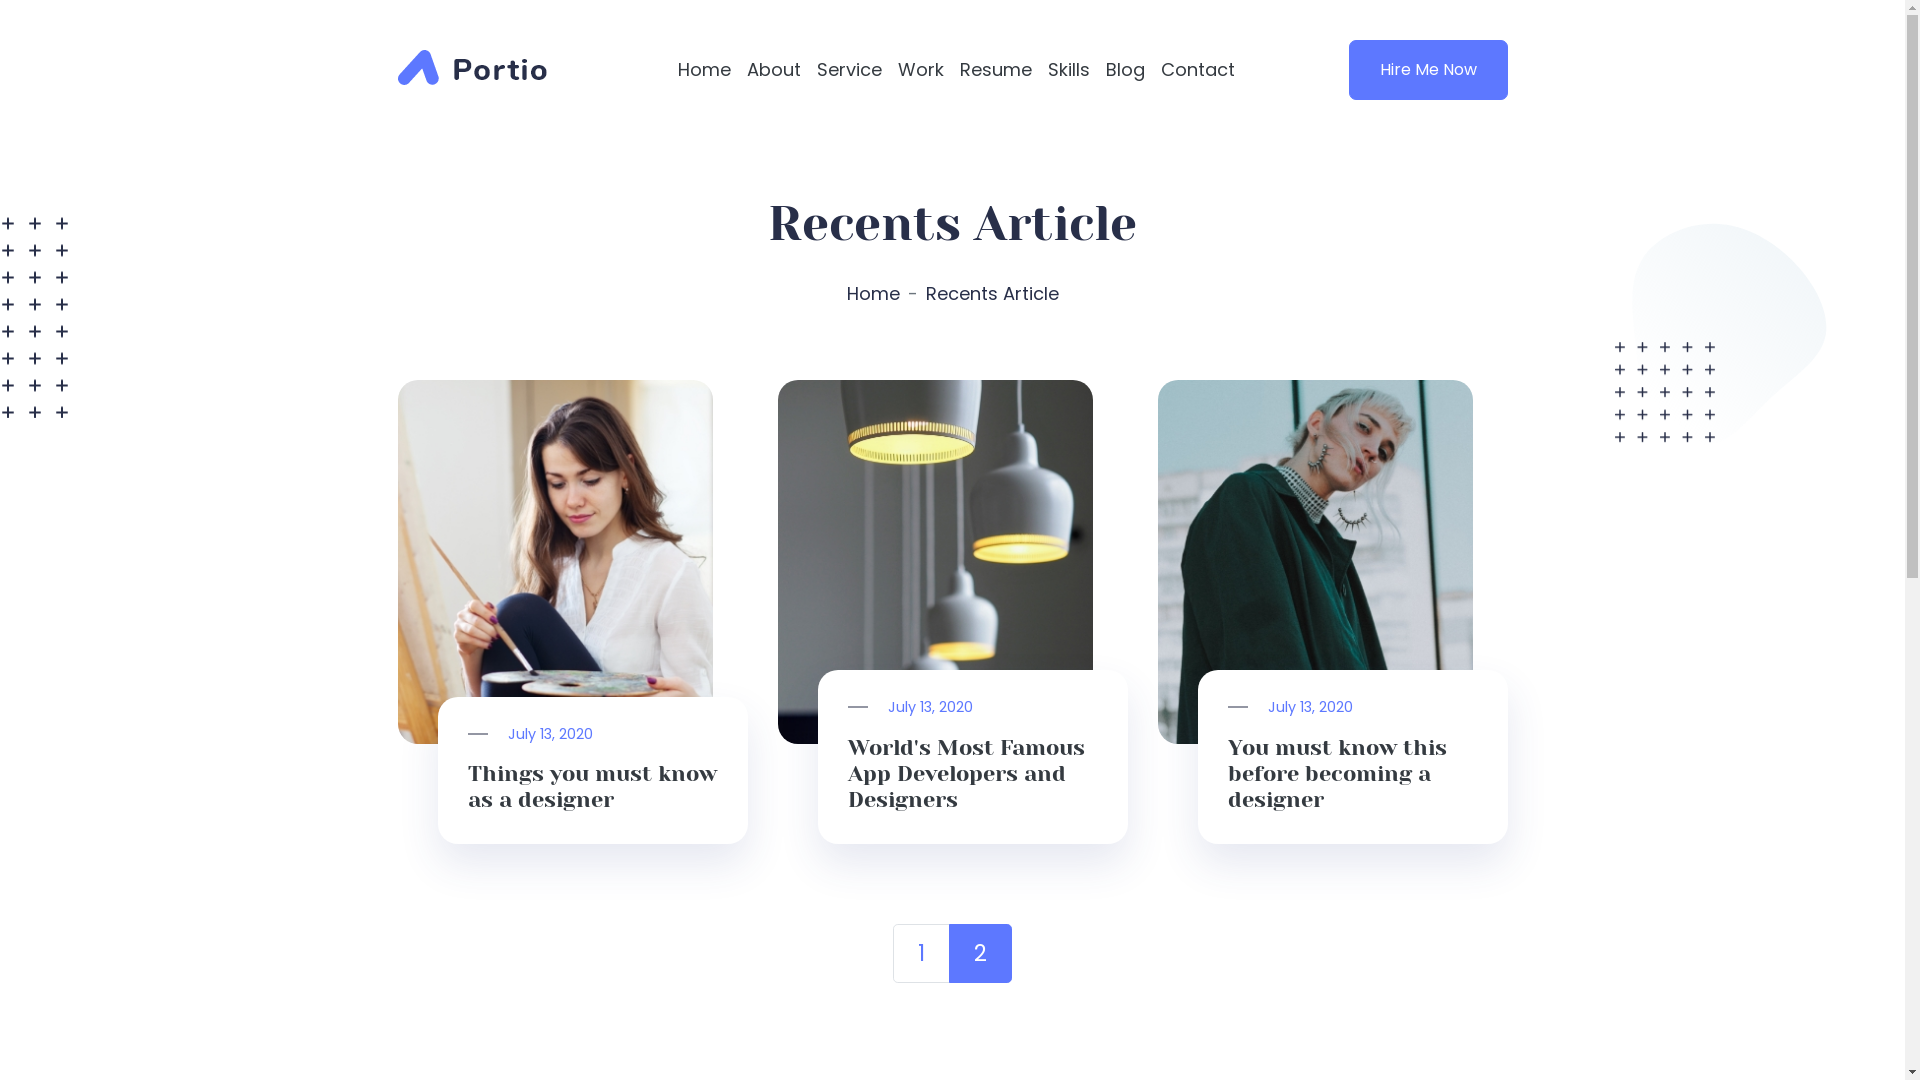 Portio
Home About Service Work Resume Skills Blog Contact
Hire Me Now
Recents Article
Home - Recents Article
July 13, 2020
Things you must know
as a designer
July 13, 2020
World's Most Famous
App Developers and
Designers
July 13, 2020
You must know this
before becoming a
designer
1 2